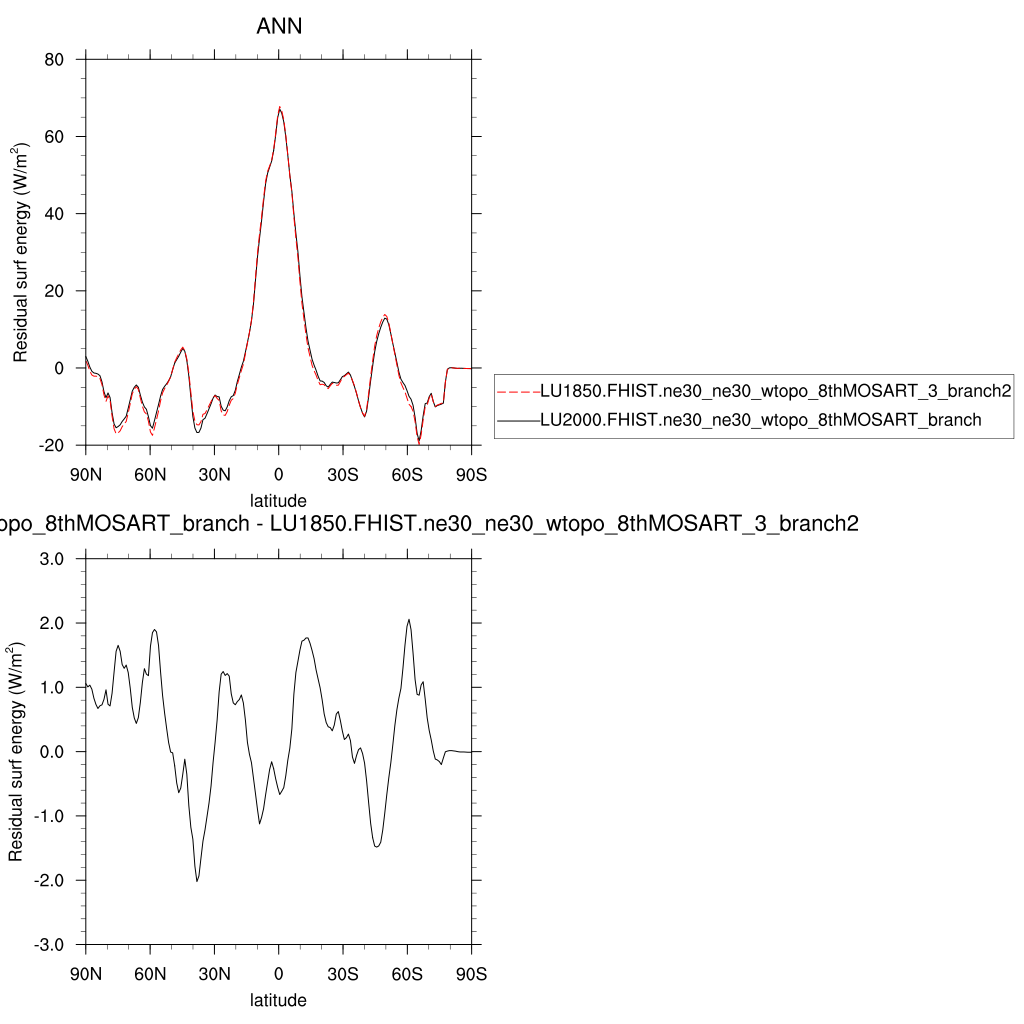 ANN
80
60
40
20
0
-20
Residual surf energy (W/m2)
90N 60N 30N 0 30S 60S 90S
latitude
LU1850.FHIST.ne30_ne30_wtopo_8thMOSART_3_branch2
LU2000.FHIST.ne30_ne30_wtopo_8thMOSART_branch
opo_8thMOSART_branch - LU1850.FHIST.ne30_ne30_wtopo_8thMOSART_3_branch2
3.0
2.0
1.0
0.0
-1.0
-2.0
-3.0
Residual surf energy (W/m2)
90N 60N 30N 0 30S 60S 90S
latitude